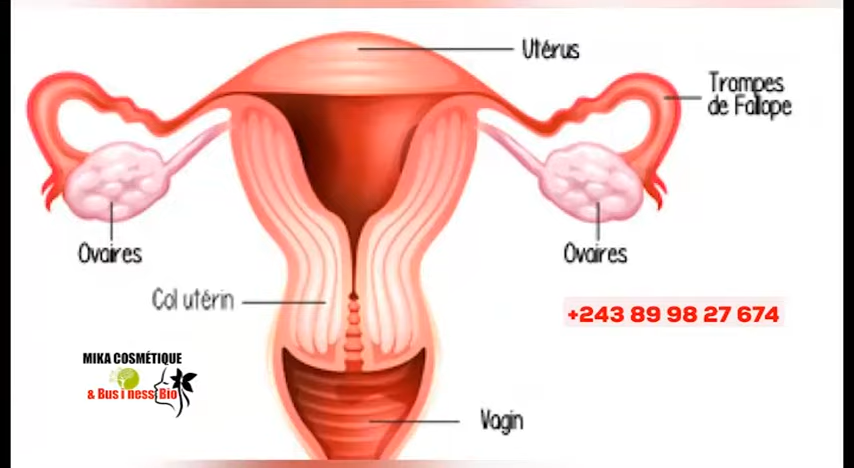 Utérus
Trompes
de Fallope
Ovaires
Ovaires
Col utérin
+243 89 98 27 674
MIKA COSMÉTIQUE
& Business Bio
Vagin